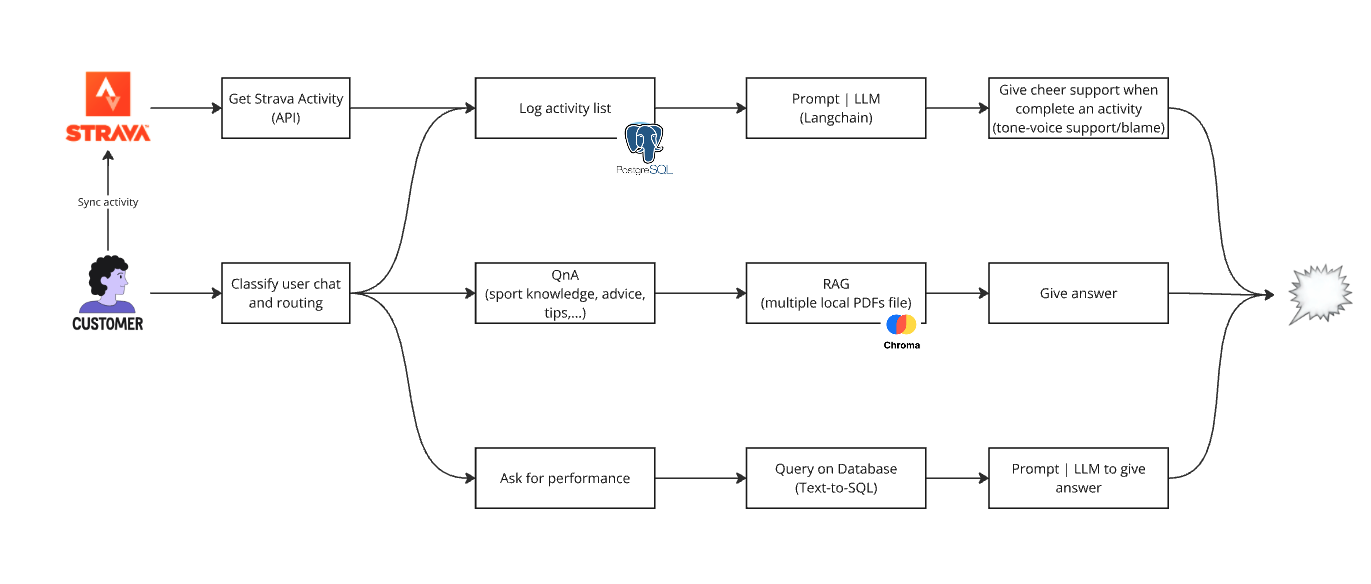 STRAVA
Get Strava Activity
(API)
Log activity list
PostgreSQL
Prompt | LLM
(Langchain)
Give cheer support when
complete an activity
(tone-voice support/blame)
Sync activity
CUSTOMER
Classify user chat
and routing
QnA
(sport knowledge, advice,
tips,...)
RAG
(multiple local PDFs file)
Chroma
Give answer
Ask for performance
Query on Database
(Text-to-SQL)
Prompt | LLM to give
answer